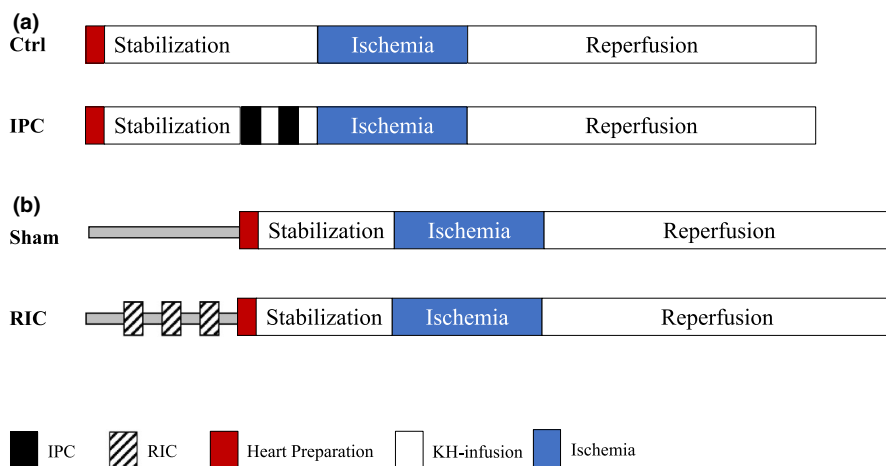 (a)
Ctrl Stabilization Ischemia Reperfusion
IPC Stabilization Ischemia Reperfusion
(b)
Sham Stabilization Ischemia Reperfusion
RIC Stabilization Ischemia Reperfusion
IPC RIC Heart Preparation KH-infusion Ischemia